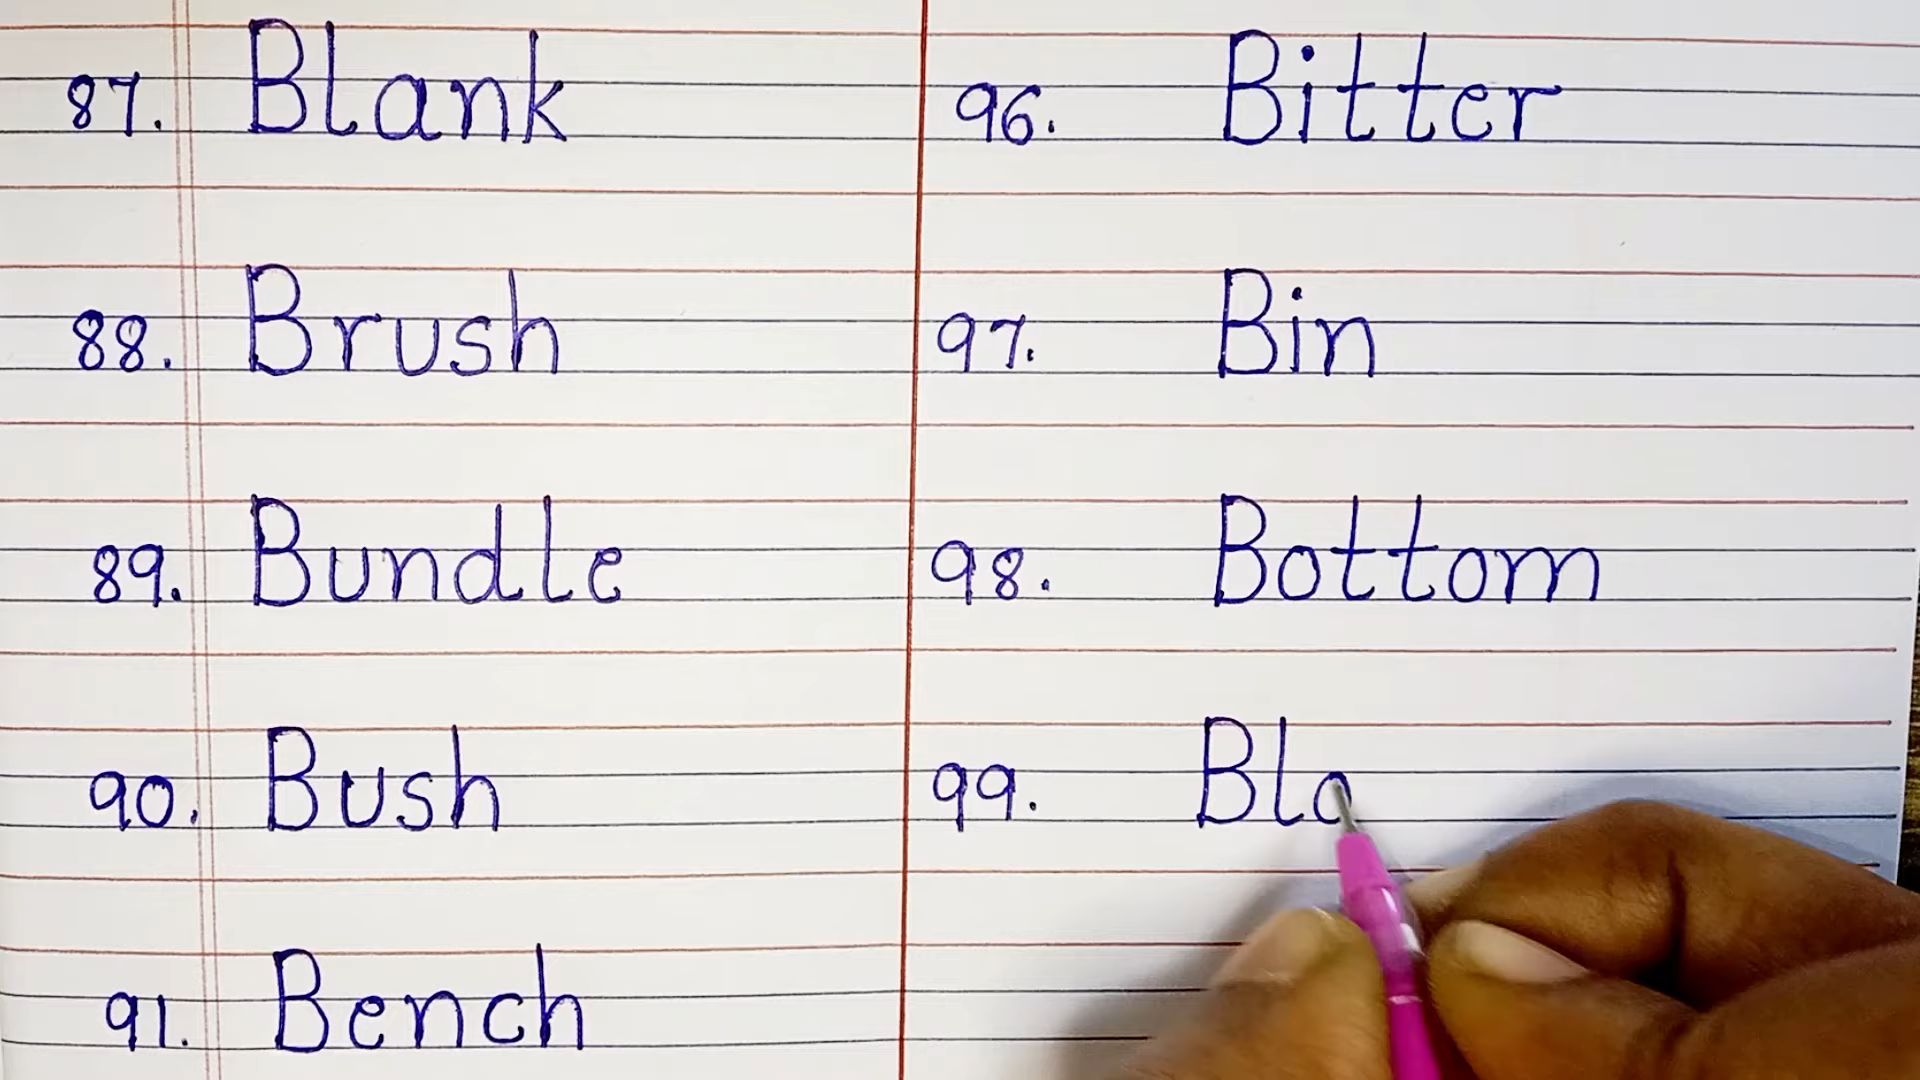 87. Blank
88. Brush
89. Bundle
90. Bush
91. Bench
96. Bitter
97. Bin
98. Bottom
99. Blo